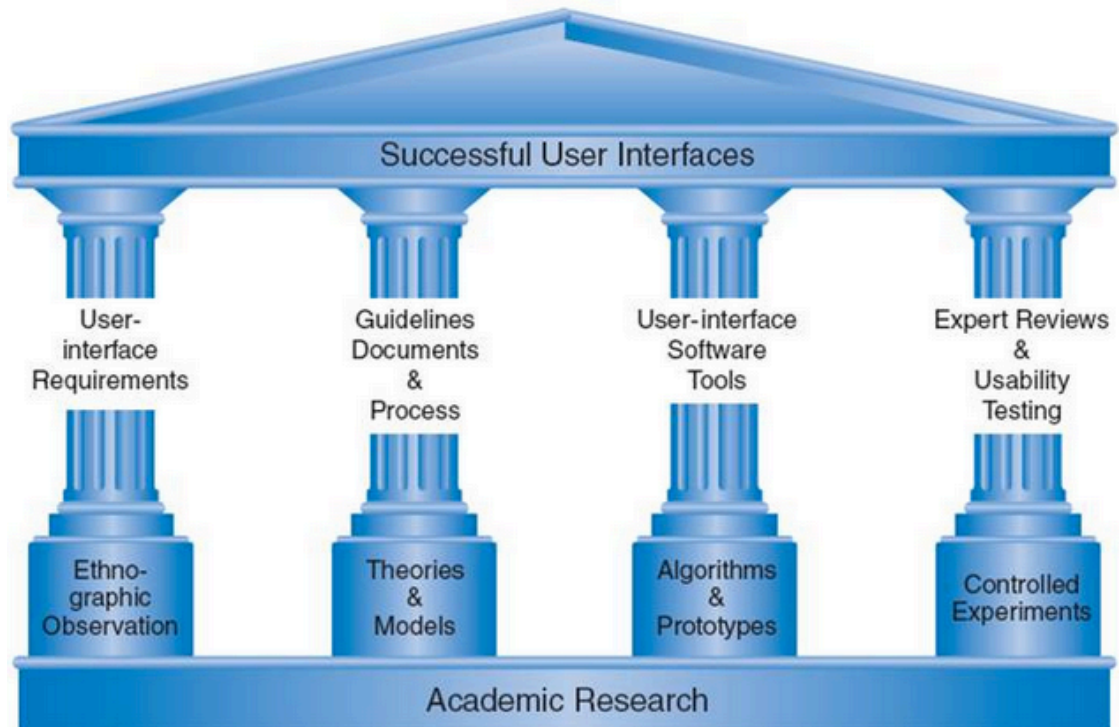 Successful User Interfaces
User-
interface
Requirements
Guidelines
Documents
&
Process
User-interface
Software
Tools
Expert Reviews
&
Usability
Testing
Ethno-
graphic
Observation
Theories
&
Models
Algorithms
&
Prototypes
Controlled
Experiments
Academic Research